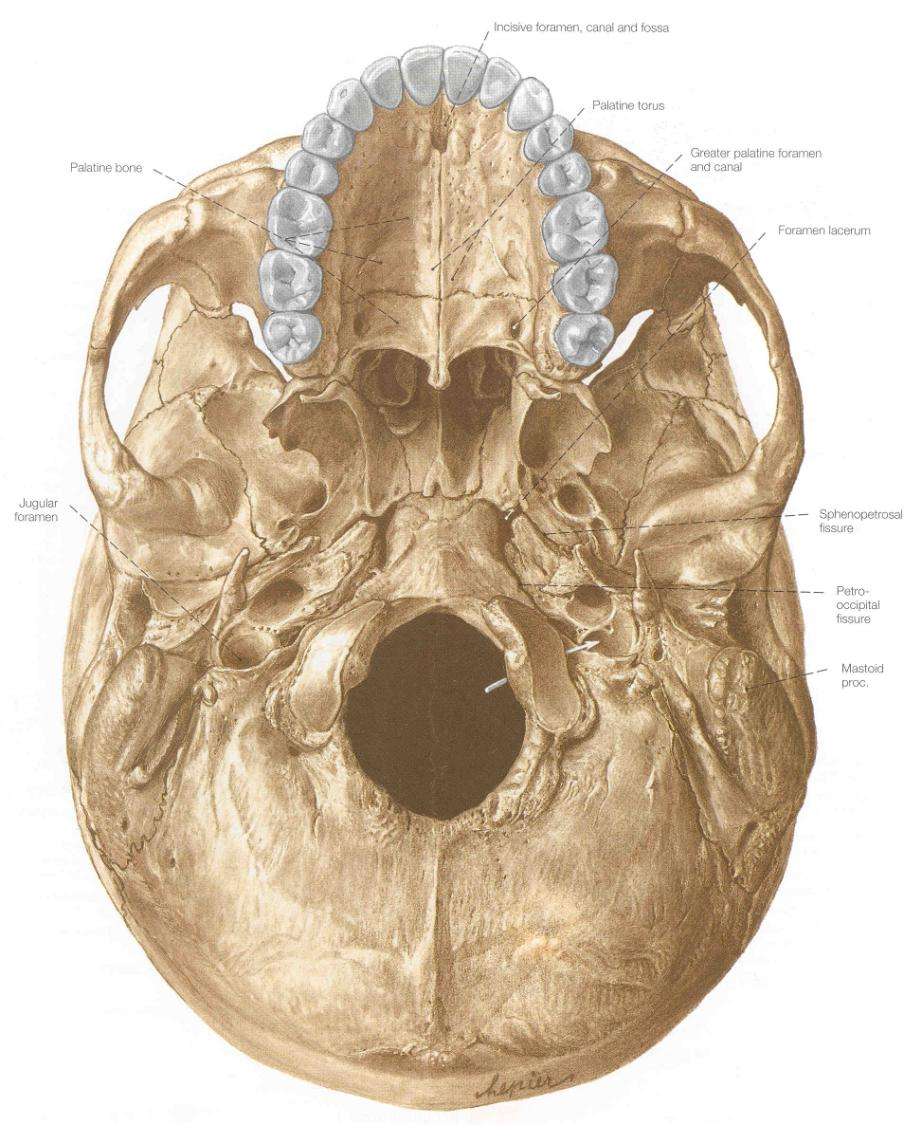 Incisive foramen, canal and fossa
Palatine torus
Greater palatine foramen
and canal
Palatine bone
Foramen lacerum
Jugular
foramen
Sphenopetrosal
fissure
Petro-
occipital
fissure
Mastoid
proc.